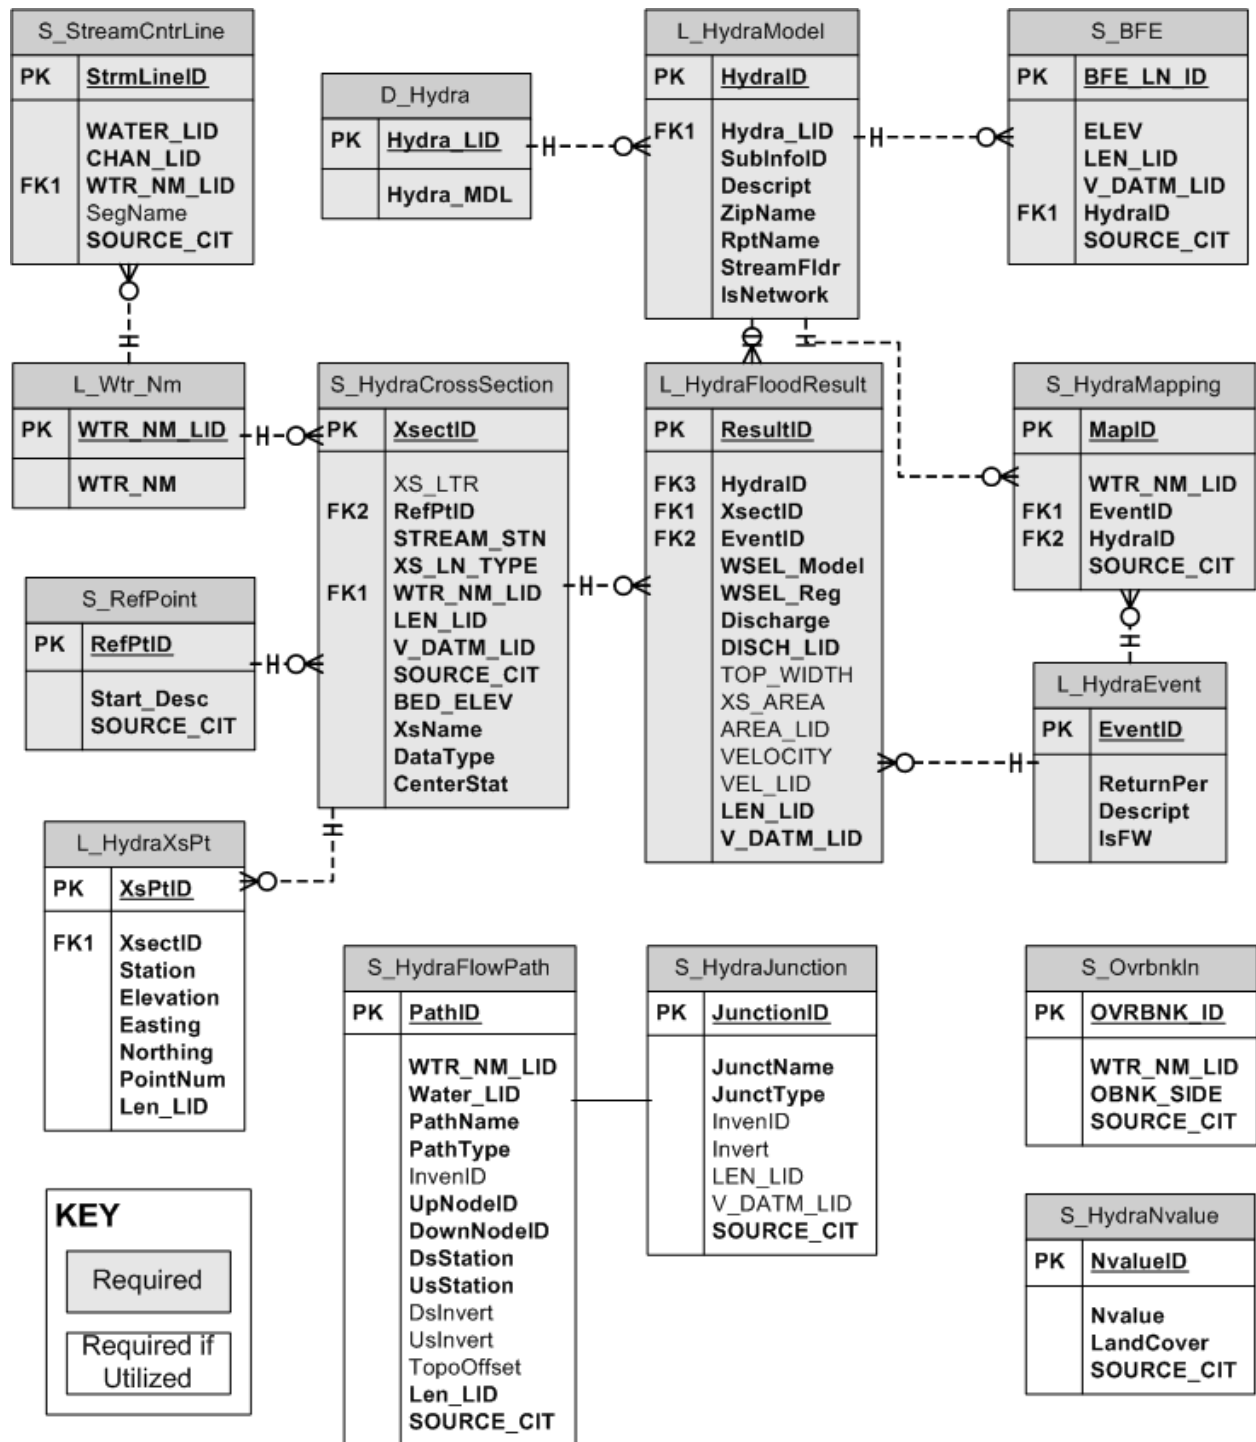 S_StreamCntrLine
PK StrmLineID
WATER_LID
CHAN_LID
FK1 WTR_NM_LID
SegName
SOURCE_CIT
D_Hydra
PK Hydra_LID
Hydra_MDL
L_HydraModel
PK HydraID
FK1 Hydra_LID
SubInfoID
Descript
ZipName
RptName
StreamFldr
IsNetwork
S_BFE
PK BFE_LN_ID
ELEV
LEN_LID
V_DATM_LID
FK1 HydraID
SOURCE_CIT
L_Wtr_Nm
PK WTR_NM_LID
WTR_NM
S_HydraCrossSection
PK XsectID
XS_LTR
FK2 RefPtID
STREAM_STN
XS_LN_TYPE
FK1 WTR_NM_LID
LEN_LID
V_DATM_LID
SOURCE_CIT
BED_ELEV
XsName
DataType
CenterStat
L_HydraFloodResult
PK ResultID
FK3 HydraID
FK1 XsectID
FK2 EventID
WSEL_Model
WSEL_Reg
Discharge
DISCH_LID
TOP_WIDTH
XS_AREA
AREA_LID
VELOCITY
VEL_LID
LEN_LID
V_DATM_LID
S_HydraMapping
PK MapID
WTR_NM_LID
FK1 EventID
FK2 HydraID
SOURCE_CIT
S_RefPoint
PK RefPtID
Start_Desc
SOURCE_CIT
L_HydraEvent
PK EventID
ReturnPer
Descript
IsFW
L_HydraXsPt
PK XsPtID
FK1 XsectID
Station
Elevation
Easting
Northing
PointNum
Len_LID
S_HydraFlowPath
PK PathID
WTR_NM_LID
Water_LID
PathName
PathType
InvenID
UpNodeID
DownNodeID
DsStation
UsStation
DsInvert
UsInvert
TopoOffset
Len_LID
SOURCE_CIT
S_HydraJunction
PK JunctionID
JunctName
JunctType
InvenID
Invert
LEN_LID
V_DATM_LID
SOURCE_CIT
S_Ovrbnkln
PK OVRBNK_ID
WTR_NM_LID
OBNK_SIDE
SOURCE_CIT
S_HydraNvalue
PK NvalueID
Nvalue
LandCover
SOURCE_CIT
KEY
Required
Required if
Utilized